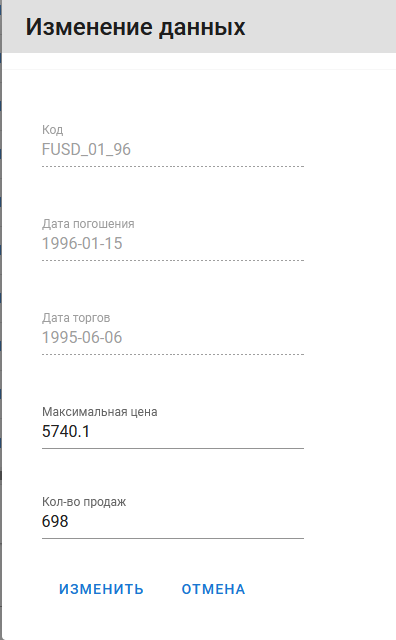 Изменение данных
Код
FUSD_01_96
Дата погошения
1996-01-15
Дата торгов
1995-06-06
Максимальная цена
5740.1
Кол-во продаж
698
ИЗМЕНИТЬ ОТМЕНА